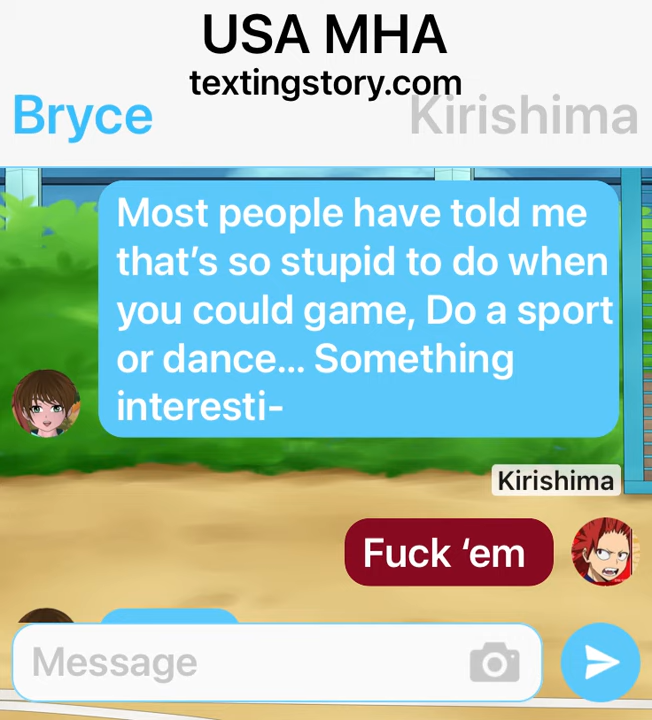 USA MHA
textingstory.com
Bryce Kirishima
Most people have told me
that’s so stupid to do when
you could game, Do a sport
or dance... Something
interesti-
Kirishima
Fuck ‘em
Message